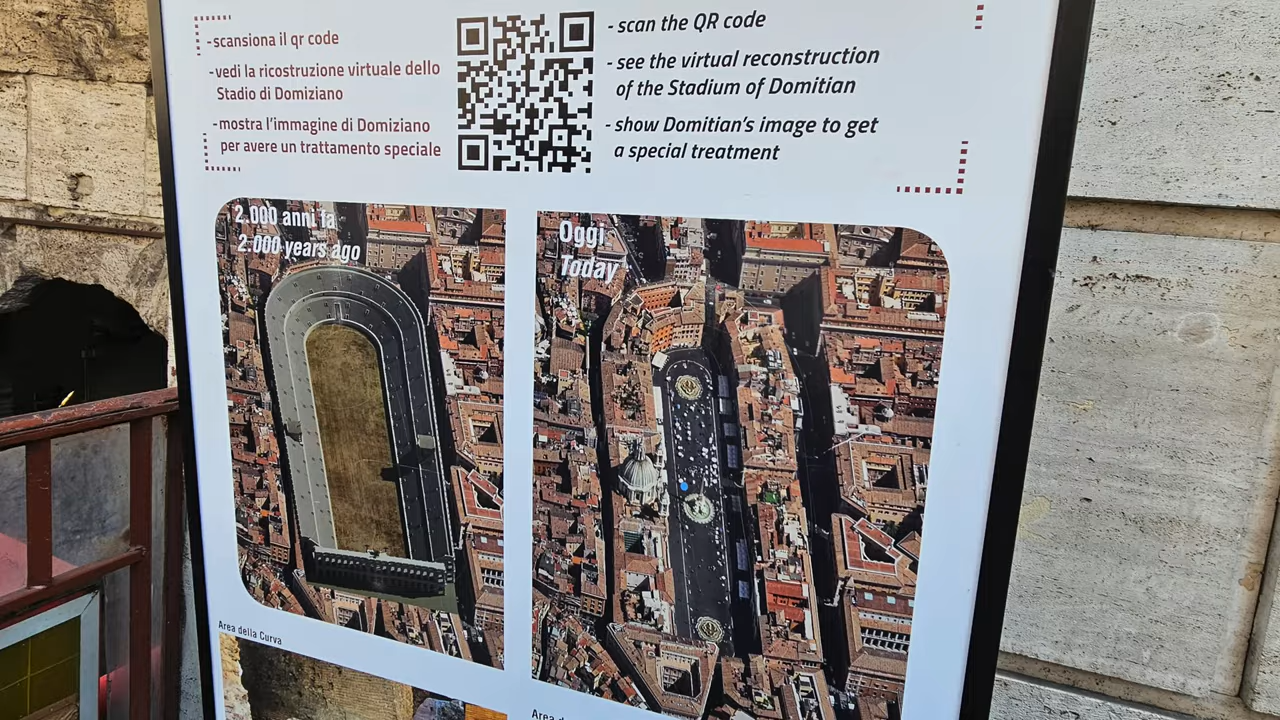 -scansiona il qr code
-vedi la ricostruzione virtuale dello
Stadio di Domiziano
-mostra l'immagine di Domiziano
per avere un trattamento speciale
- scan the QR code
- see the virtual reconstruction
of the Stadium of Domitian
- show Domitian's image to get
a special treatment
2.000 anni fa
2.000 years ago
Oggi
Today
Area della Curva
Area